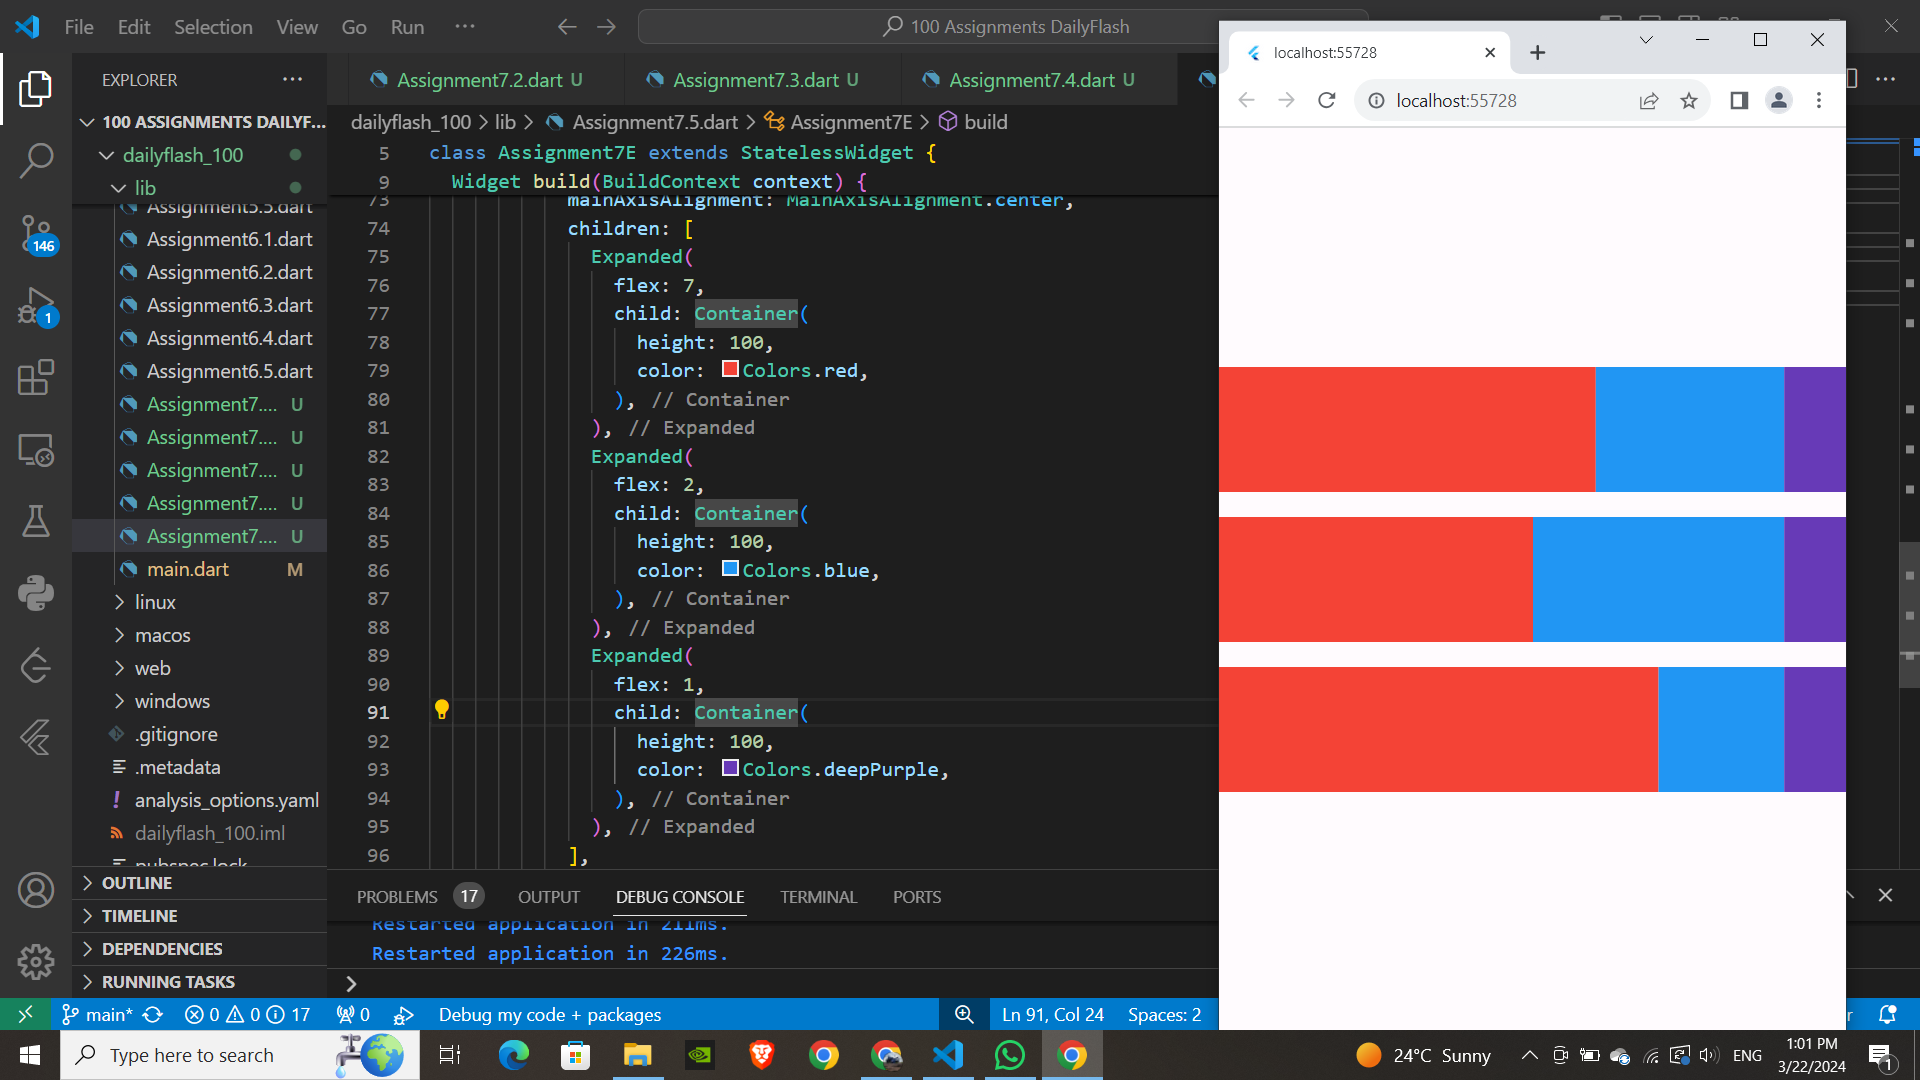 File Edit Selection View Go Run ···
100 Assignments DailyFlash
EXPLORER ···
100 ASSIGNMENTS DAILYF...
dailyflash_100
lib
Assignment5.5.dart
Assignment6.1.dart
Assignment6.2.dart
Assignment6.3.dart
Assignment6.4.dart
Assignment6.5.dart
Assignment7.... U
Assignment7.... U
Assignment7.... U
Assignment7.... U
Assignment7.... U
main.dart M
linux
macos
web
windows
.gitignore
.metadata
analysis_options.yaml
dailyflash_100.iml
pubspec.lock
OUTLINE
TIMELINE
DEPENDENCIES
RUNNING TASKS
146
1
Assignment7.2.dart U
Assignment7.3.dart U
Assignment7.4.dart U
dailyflash_100 > lib > Assignment7.5.dart > Assignment7E > build
5 class Assignment7E extends StatelessWidget {
9 Widget build(BuildContext context) {
73 mainAxisAlignment: MainAxisAlignment.center,
74 children: [
75 Expanded(
76 flex: 7,
77 child: Container(
78 height: 100,
79 color: Colors.red,
80 ), // Container
81 ), // Expanded
82 Expanded(
83 flex: 2,
84 child: Container(
85 height: 100,
86 color: Colors.blue,
87 ), // Container
88 ), // Expanded
89 Expanded(
90 flex: 1,
91 child: Container(
92 height: 100,
93 color: Colors.deepPurple,
94 ), // Container
95 ), // Expanded
96 ],
PROBLEMS 17 OUTPUT DEBUG CONSOLE TERMINAL PORTS
Restarted application in 211ms.
Restarted application in 226ms.
localhost:55728
localhost:55728
main* 0 0 17 0 Debug my code + packages Ln 91, Col 24 Spaces: 2
Type here to search
24°C Sunny
ENG
1:01 PM
3/22/2024
1